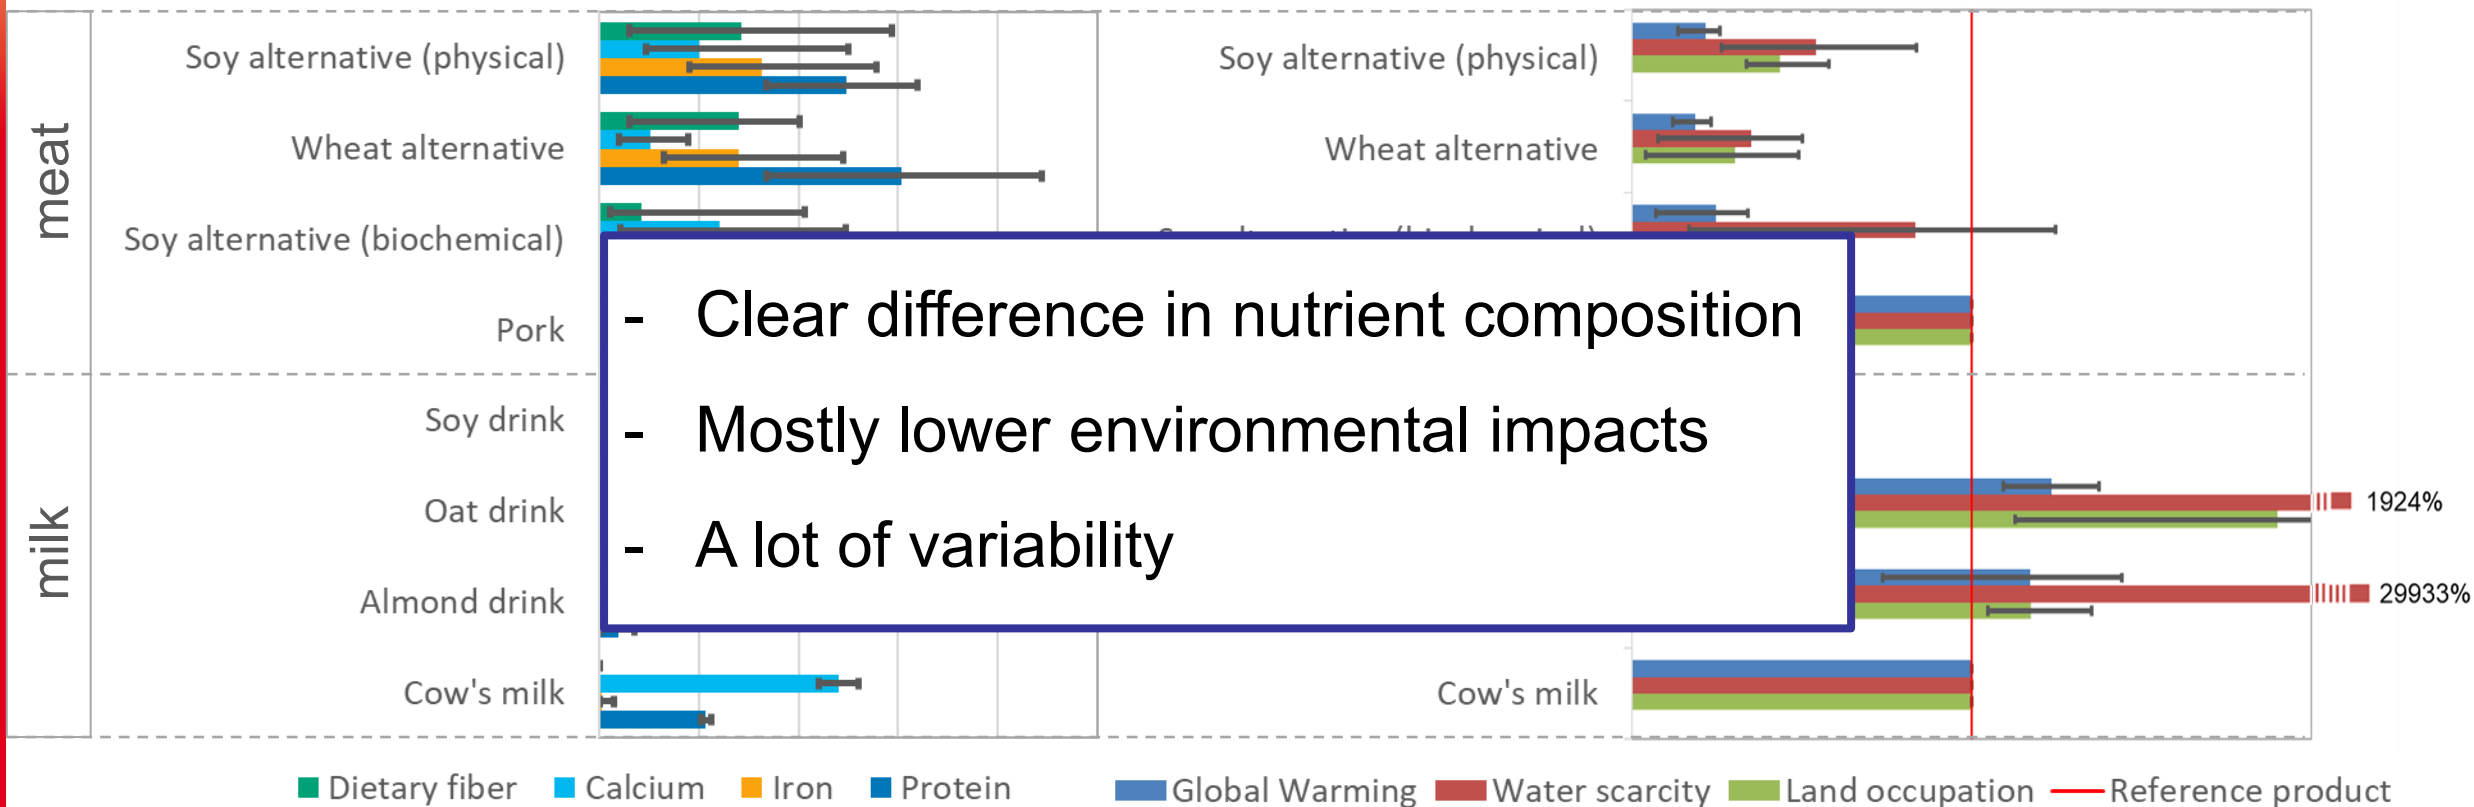 meat
Soy alternative (physical)
Wheat alternative
Soy alternative (biochemical)
Pork
milk
Soy drink
Oat drink
Almond drink
Cow's milk
Soy alternative (physical)
Wheat alternative
- Clear difference in nutrient composition
- Mostly lower environmental impacts
- A lot of variability
1924%
29933%
Cow's milk
Dietary fiber Calcium Iron Protein
Global Warming Water scarcity Land occupation Reference product